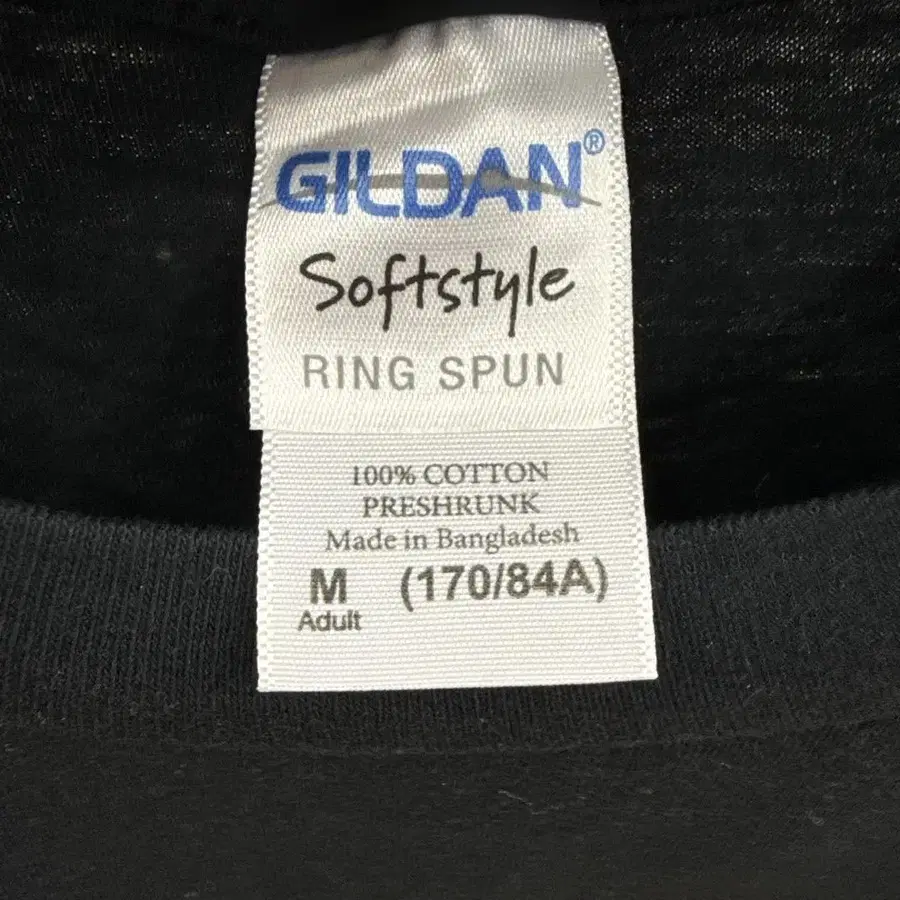 GILDAN®
Softstyle
RING SPUN
100% COTTON
PRESHRUNK
Made in Bangladesh
M (170/84A)
Adult